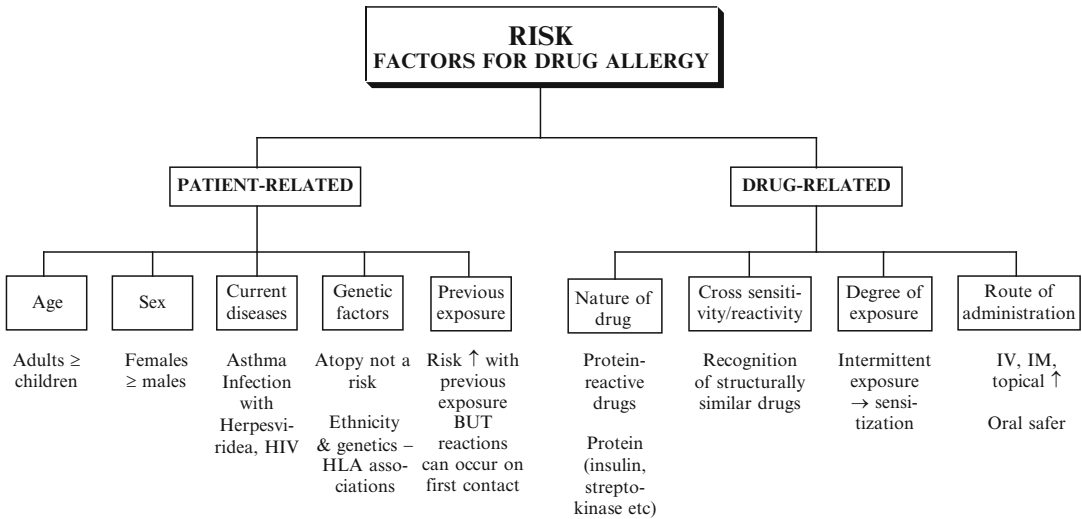 RISK
FACTORS FOR DRUG ALLERGY
PATIENT-RELATED
DRUG-RELATED
Age
Adults ≥
children
Sex
Females
≥ males
Current
diseases
Asthma
Infection
with
Herpesvi-
ridea, HIV
Genetic
factors
Atopy not a
risk
Ethnicity
& genetics –
HLA asso-
ciations
Previous
exposure
Risk ↑ with
previous
exposure
BUT
reactions
can occur on
first contact
Nature of
drug
Protein-
reactive
drugs
Protein
(insulin,
strepto-
kinase etc)
Cross sensiti-
vity/reactivity
Recognition
of structurally
similar drugs
Degree of
exposure
Intermittent
exposure
→ sensi-
tization
Route of
administration
IV, IM,
topical ↑
Oral safer